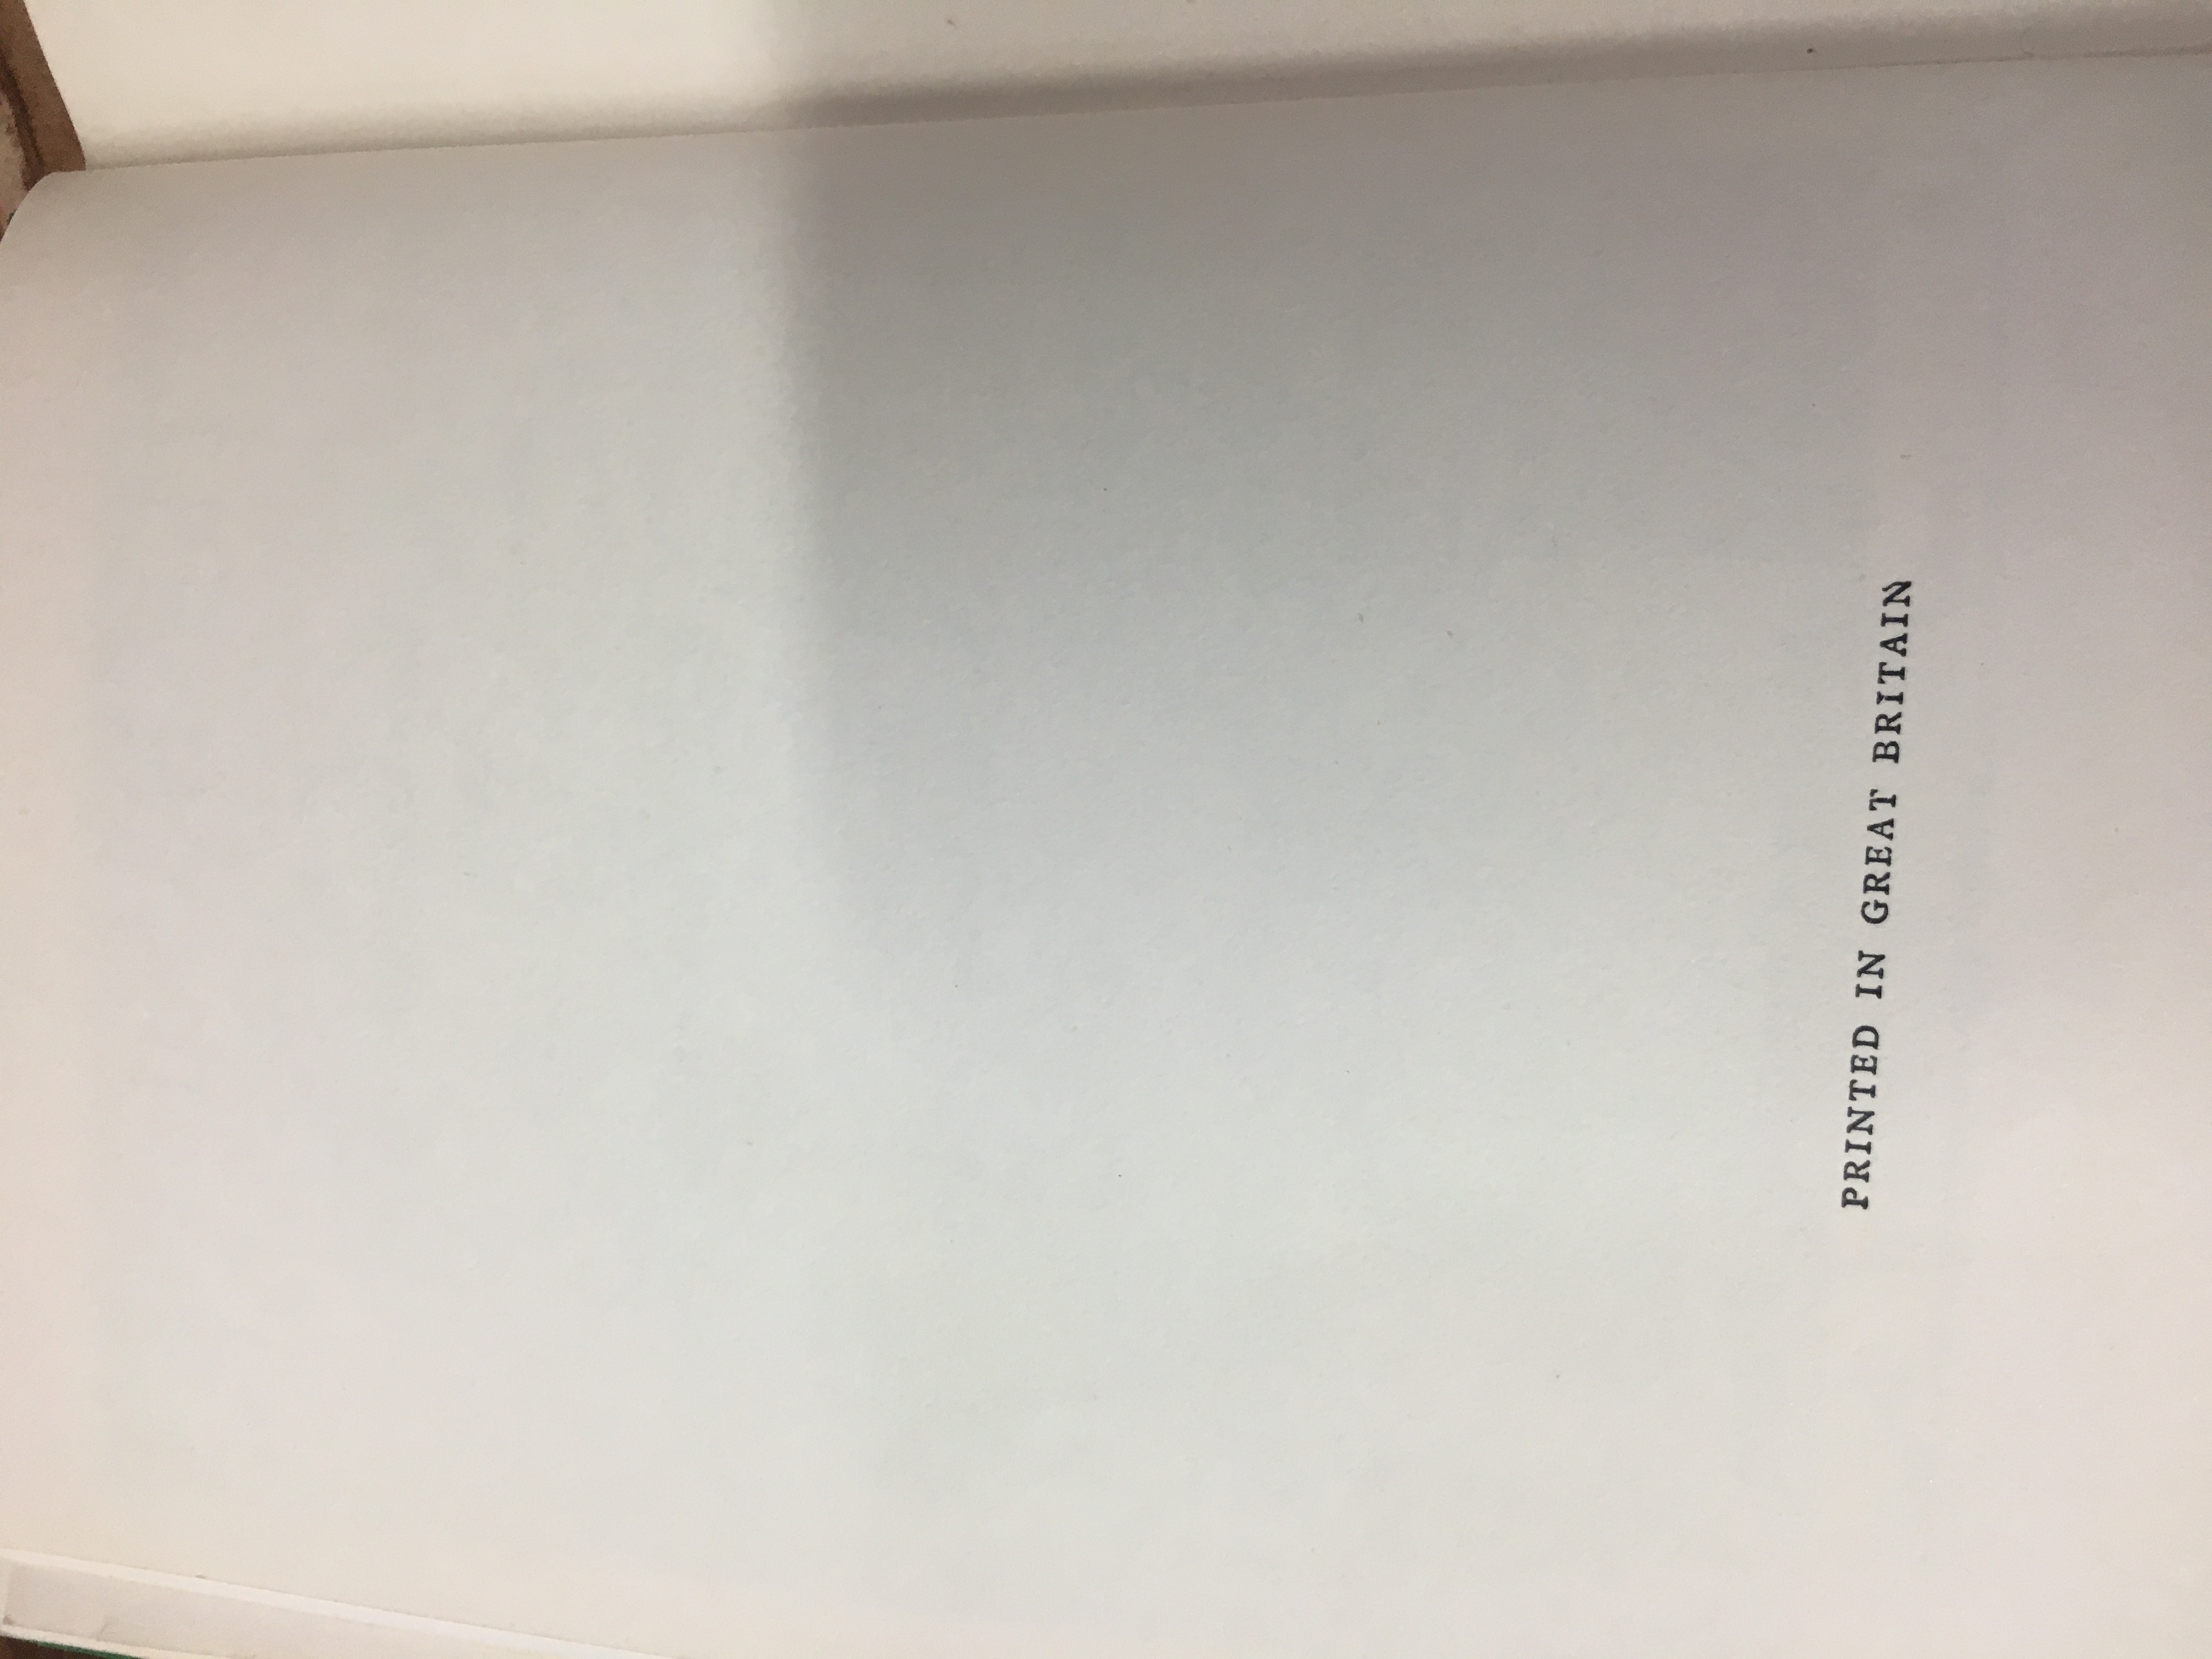 PRINTED IN GREAT BRITAIN